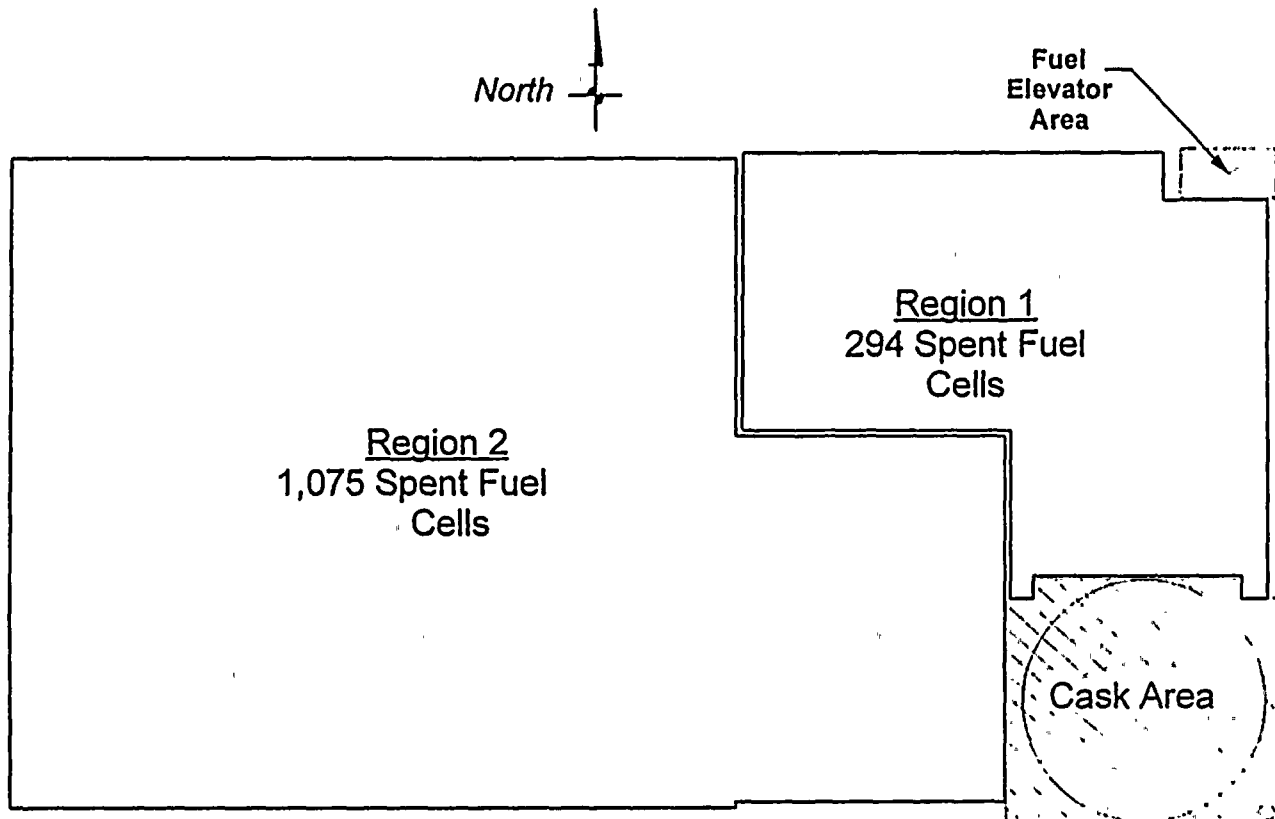 North
Fuel
Elevator
Area
Region 1
294 Spent Fuel
Cells
Region 2
1,075 Spent Fuel
Cells
Cask Area